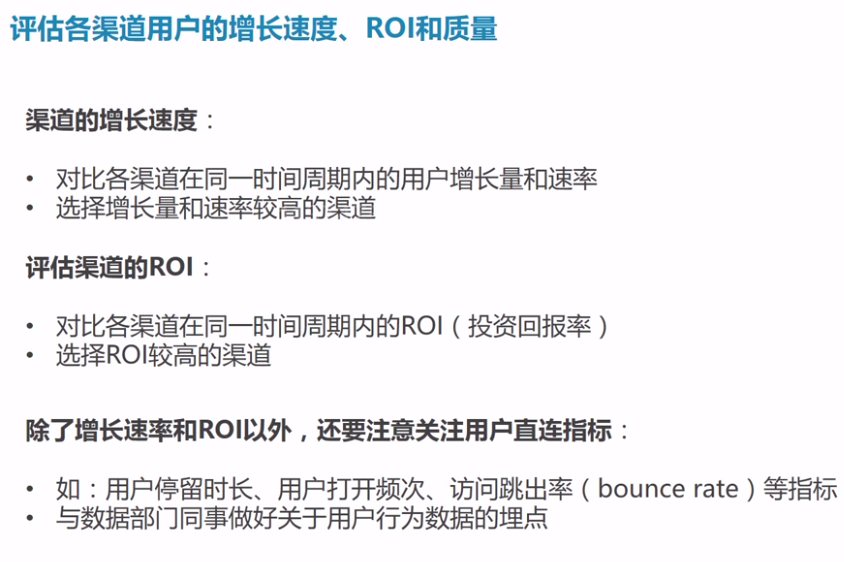 评估各渠道用户的增长速度、ROI和质量
渠道的增长速度：
• 对比各渠道在同一时间周期内的用户增长量和速率
• 选择增长量和速率较高的渠道
评估渠道的ROI：
• 对比各渠道在同一时间周期内的ROI（投资回报率）
• 选择ROI较高的渠道
除了增长速率和ROI以外，还要注意关注用户直连指标：
• 如：用户停留时长、用户打开频次、访问跳出率（bounce rate）等指标
• 与数据部门同事做好关于用户行为数据的埋点